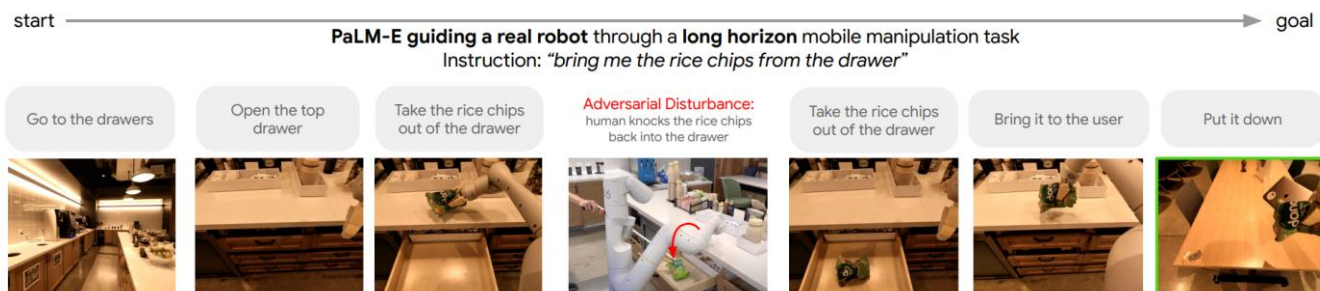 start
goal
PaLM-E guiding a real robot through a long horizon mobile manipulation task
Instruction: “bring me the rice chips from the drawer”
Go to the drawers
Open the top
drawer
Take the rice chips
out of the drawer
Adversarial Disturbance:
human knocks the rice chips
back into the drawer
Take the rice chips
out of the drawer
Bring it to the user
Put it down